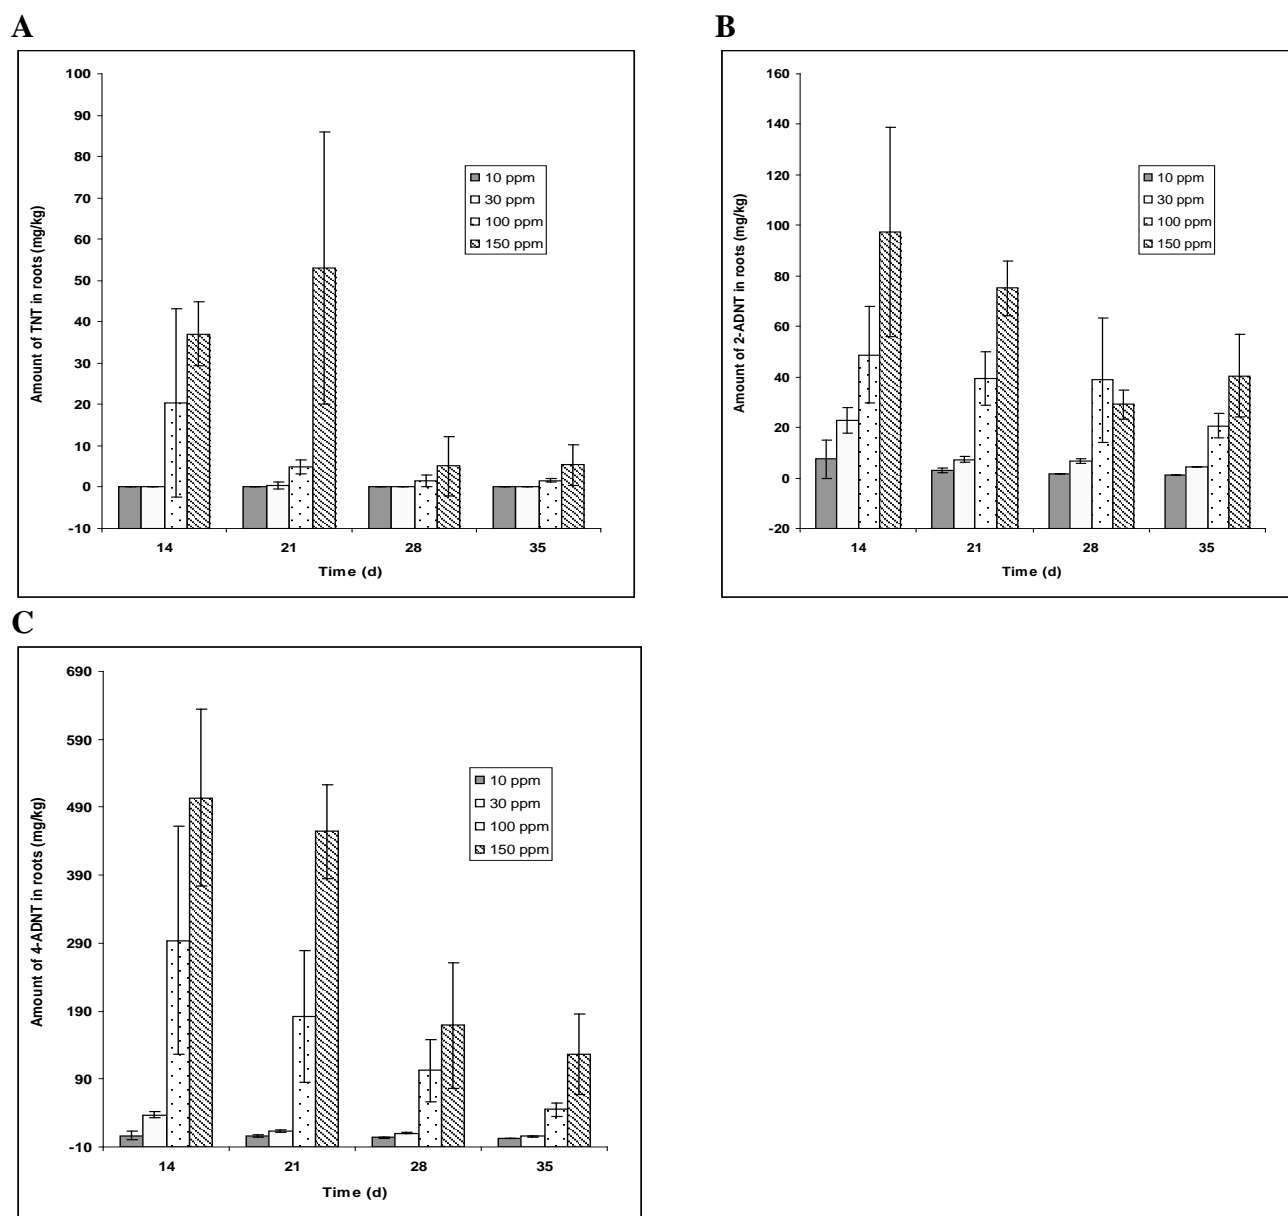 A
Amount of TNT in roots (mg/kg)
100
90
80
70
60
50
40
30
20
10
0
-10
10 ppm
30 ppm
100 ppm
150 ppm
14 21 28 35
Time (d)
B
Amount of 2-ADNT in roots (mg/kg)
160
140
120
100
80
60
40
20
0
-20
10 ppm
30 ppm
100 ppm
150 ppm
14 21 28 35
Time (d)
C
Amount of 4-ADNT in roots (mg/kg)
690
590
490
390
290
190
90
-10
10 ppm
30 ppm
100 ppm
150 ppm
14 21 28 35
Time (d)